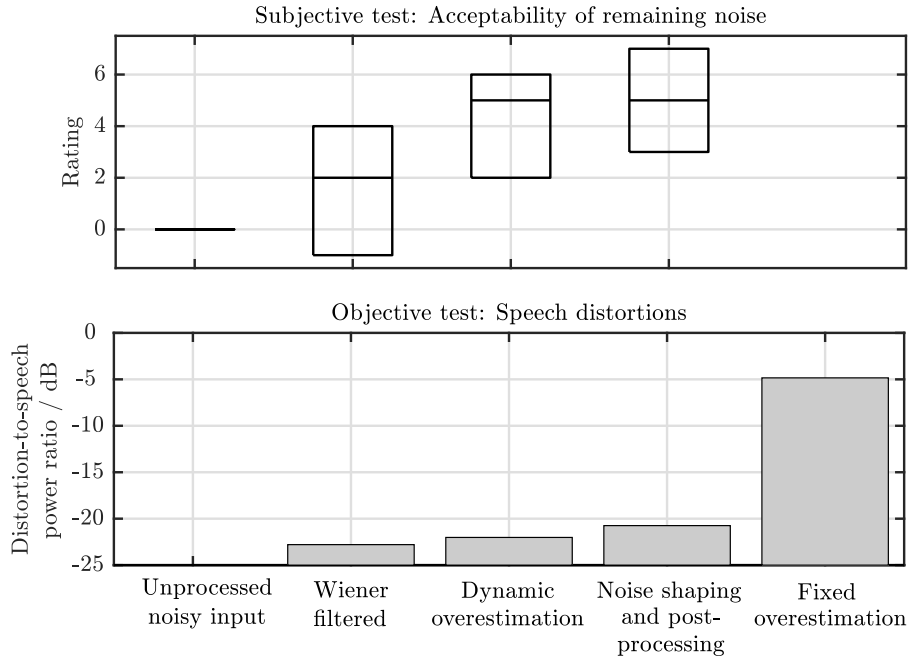 Subjective test: Acceptability of remaining noise
Rating
6
4
2
0
Objective test: Speech distortions
Distortion-to-speech
power ratio / dB
0
-5
-10
-15
-20
-25
Unprocessed
noisy input
Wiener
filtered
Dynamic
overestimation
Noise shaping
and post-
processing
Fixed
overestimation